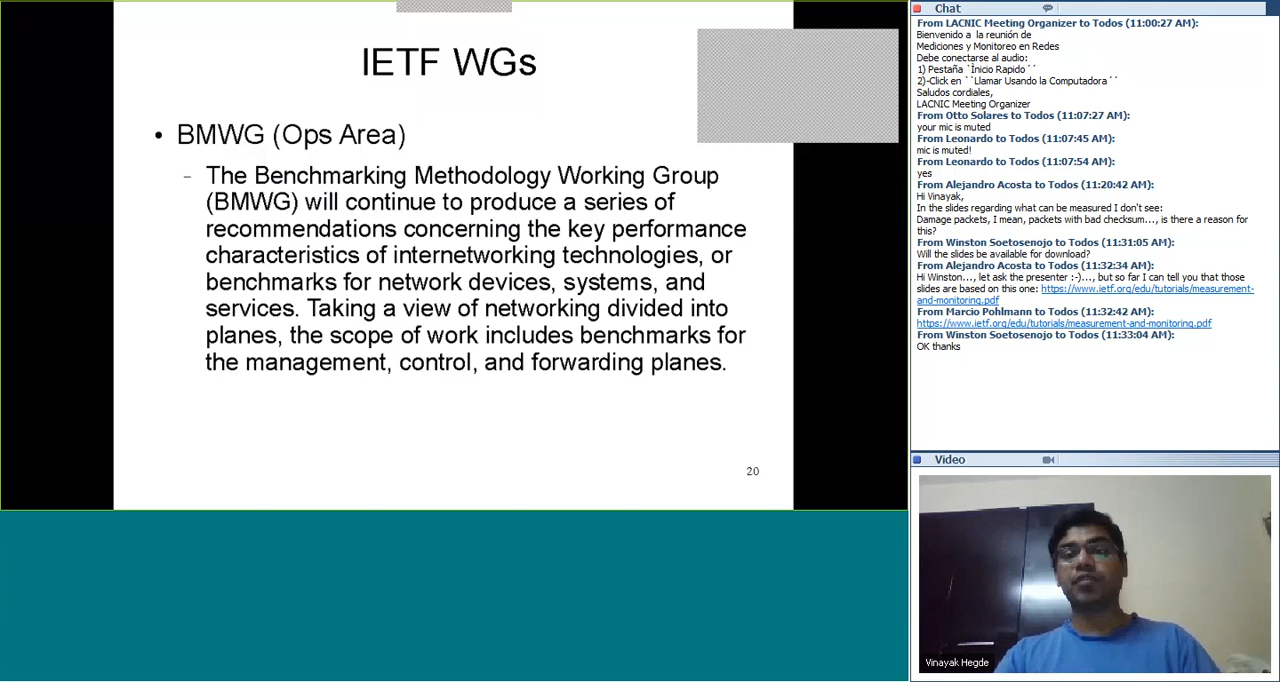 IETF WGs
• BMWG (Ops Area)
– The Benchmarking Methodology Working Group
(BMWG) will continue to produce a series of
recommendations concerning the key performance
characteristics of internetworking technologies, or
benchmarks for network devices, systems, and
services. Taking a view of networking divided into
planes, the scope of work includes benchmarks for
the management, control, and forwarding planes.
20
Chat
From LACNIC Meeting Organizer to Todos (11:00:27 AM):
Bienvenido a la reunión de
Mediciones y Monitoreo en Redes
Debe conectarse al audio:
1) Pestaña `Ìnicio Rapido´´
2)-Click en ``Llamar Usando la Computadora´´
Saludos cordiales,
LACNIC Meeting Organizer
From Otto Solares to Todos (11:07:27 AM):
your mic is muted
From Leonardo to Todos (11:07:45 AM):
mic is muted!
From Leonardo to Todos (11:07:54 AM):
yes
From Alejandro Acosta to Todos (11:20:42 AM):
Hi Vinayak,
In the slides regarding what can be measured I don't see:
Damage packets, I mean, packets with bad checksum..., is there a reason for
this?
From Winston Soetosenojo to Todos (11:31:05 AM):
Will the slides be available for download?
From Alejandro Acosta to Todos (11:32:34 AM):
Hi Winston..., let ask the presenter :-)..., but so far I can tell you that those
slides are based on this one: https://www.ietf.org/edu/tutorials/measurement-
and-monitoring.pdf
From Marcio Pohlmann to Todos (11:32:42 AM):
https://www.ietf.org/edu/tutorials/measurement-and-monitoring.pdf
From Winston Soetosenojo to Todos (11:33:04 AM):
OK thanks
Video
Vinayak Hegde